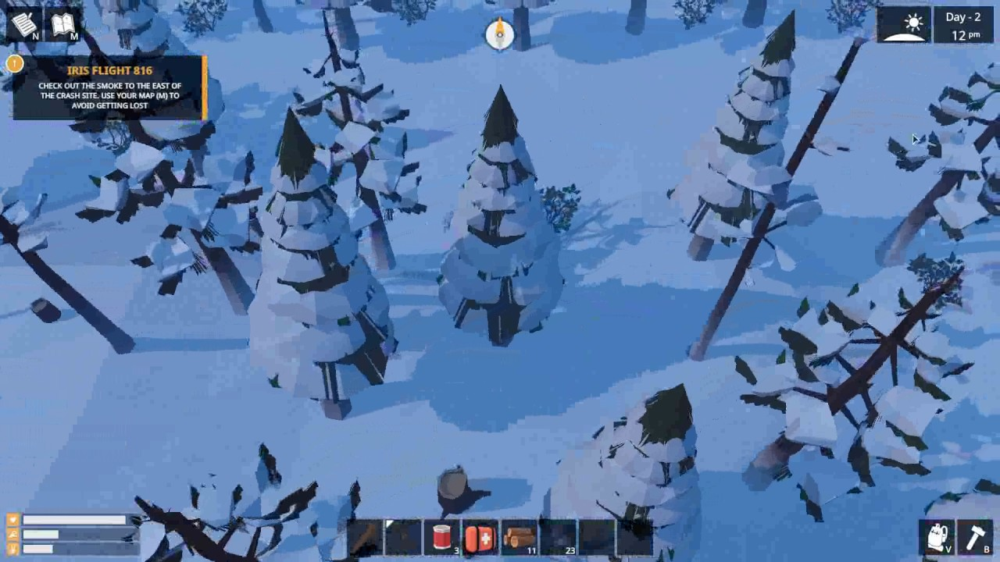 N
M
Day - 2
12 pm
!
IRIS FLIGHT 816
CHECK OUT THE SMOKE TO THE EAST OF
THE CRASH SITE. USE YOUR MAP (M) TO
AVOID GETTING LOST
3
11
23
V
B